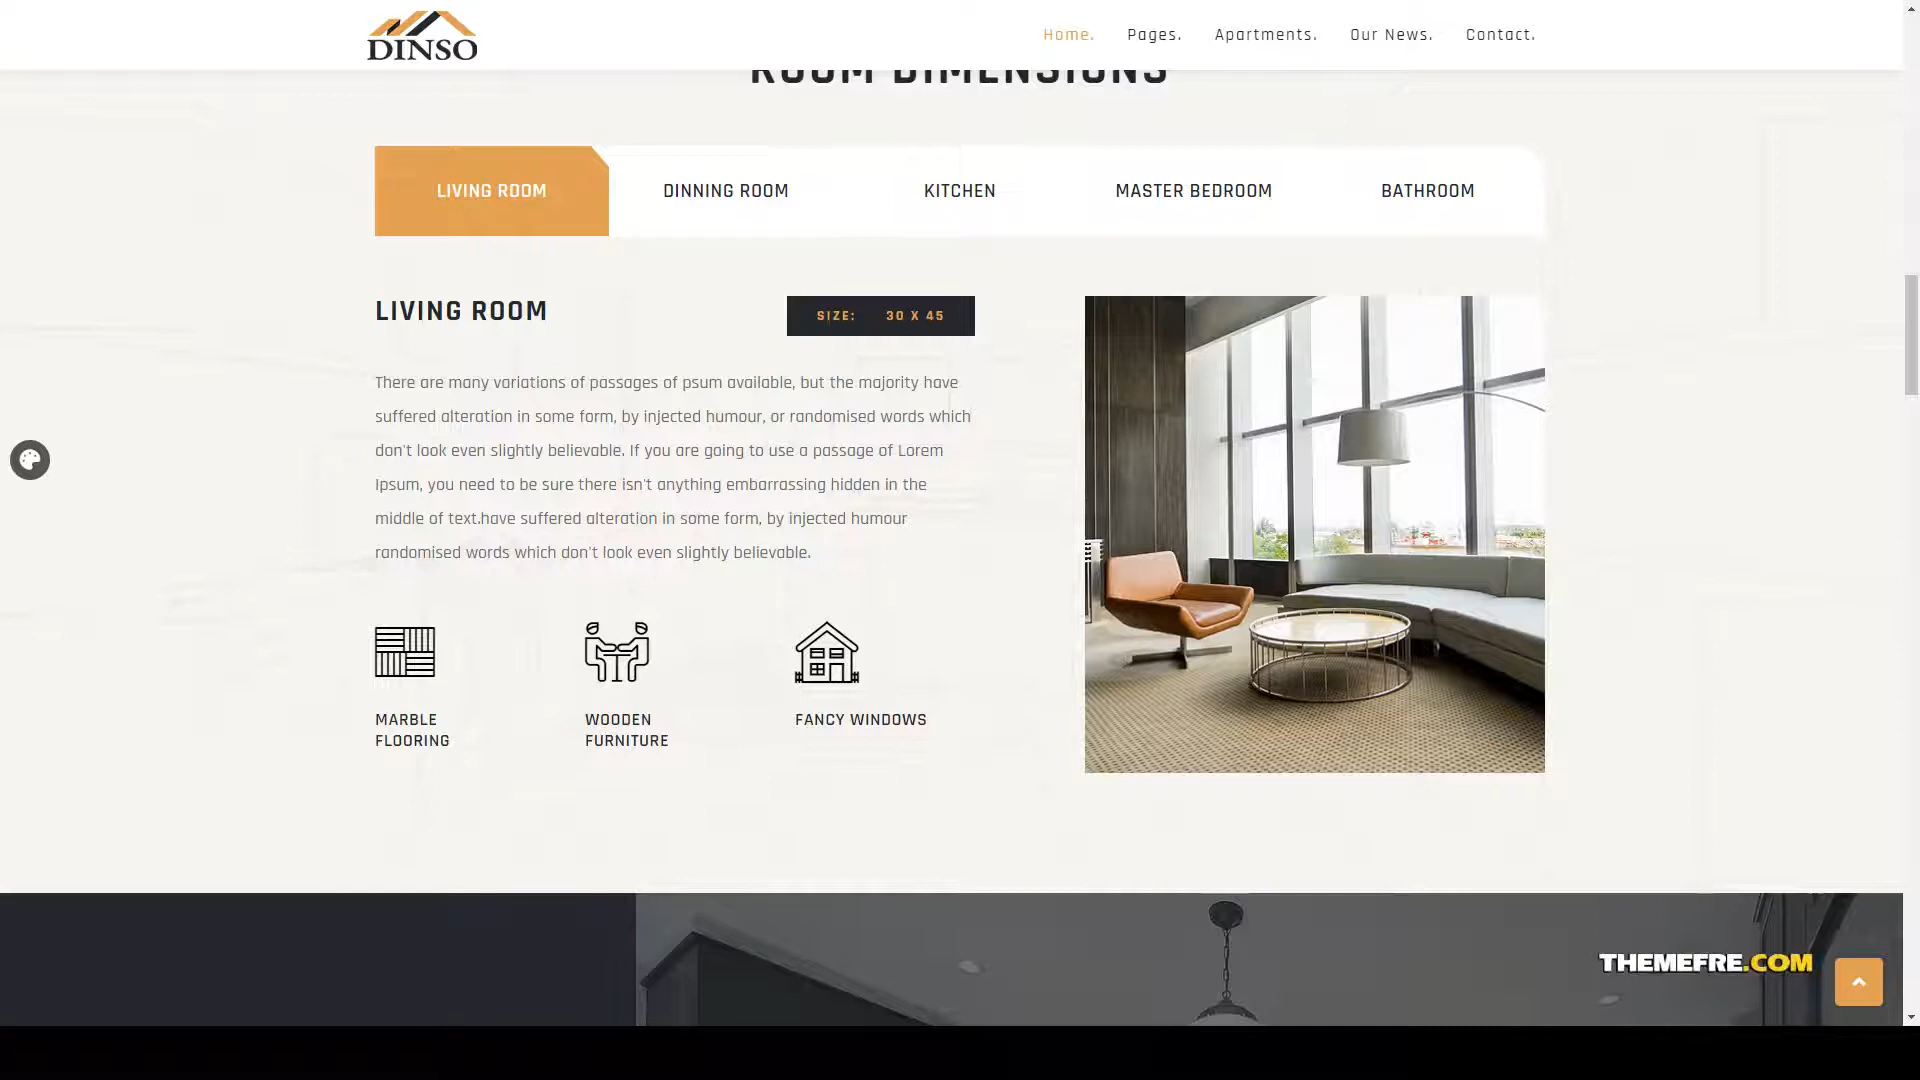 DINSO
Home. Pages. Apartments. Our News. Contact.
ROOM DIMENSIONS
LIVING ROOM DINNING ROOM KITCHEN MASTER BEDROOM BATHROOM
LIVING ROOM
SIZE: 30 X 45
There are many variations of passages of psum available, but the majority have
suffered alteration in some form, by injected humour, or randomised words which
don't look even slightly believable. If you are going to use a passage of Lorem
Ipsum, you need to be sure there isn't anything embarrassing hidden in the
middle of text.have suffered alteration in some form, by injected humour
randomised words which don't look even slightly believable.
MARBLE
FLOORING
WOODEN
FURNITURE
FANCY WINDOWS
THEMEFRE.COM